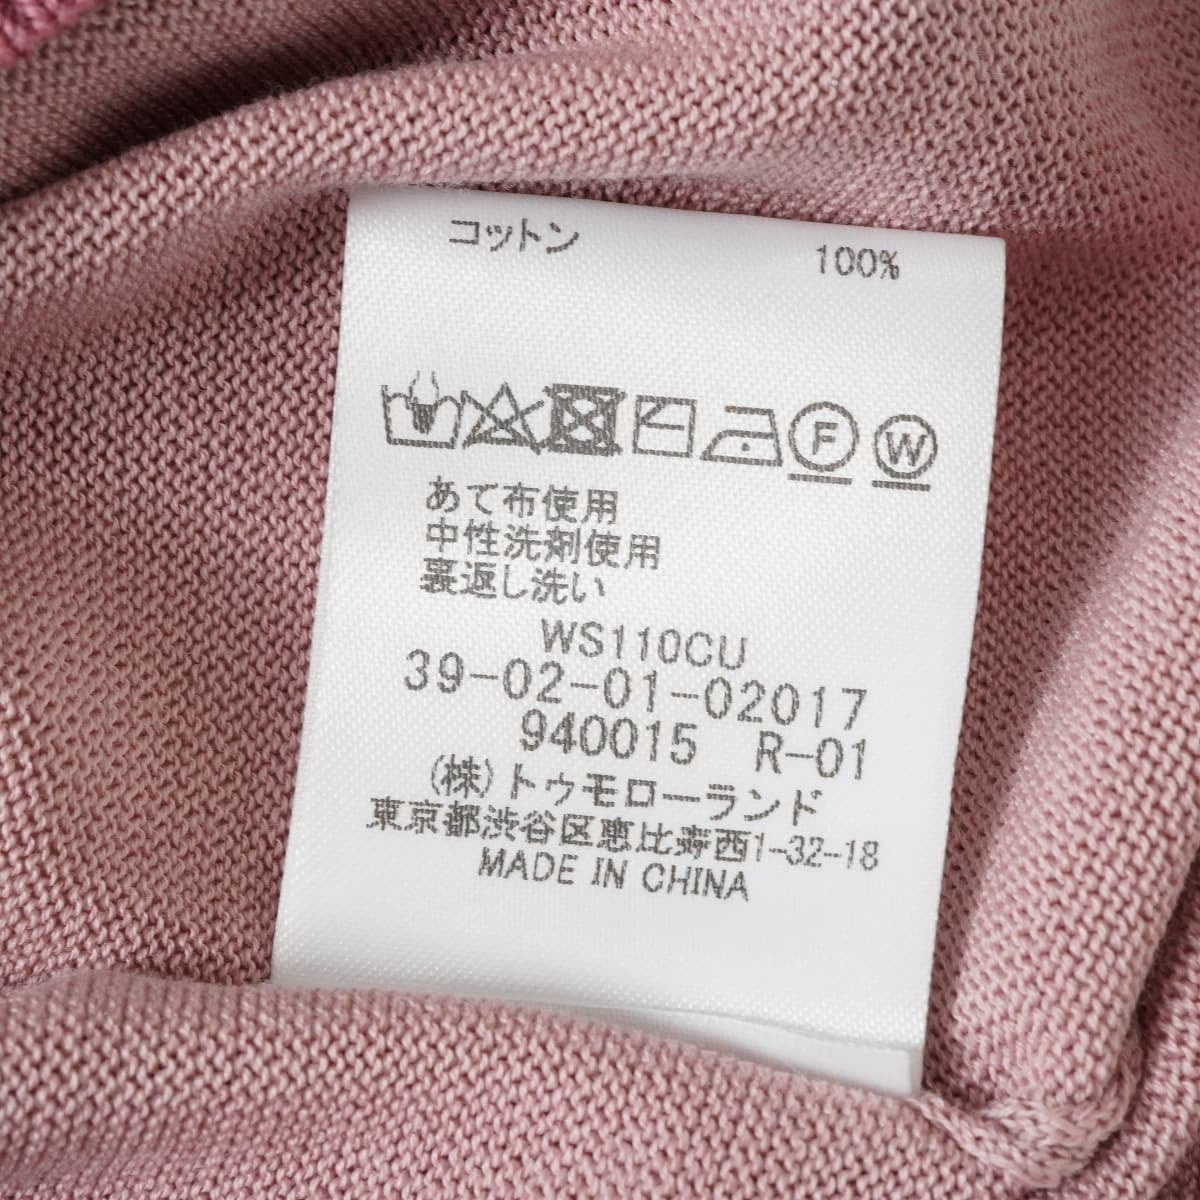 コットン 100%
F W
あて布使用
中性洗剤使用
裏返し洗い
WS110CU
39-02-01-02017
940015 R-01
(株)トゥモローランド
東京都渋谷区恵比寿西1-32-18
MADE IN CHINA